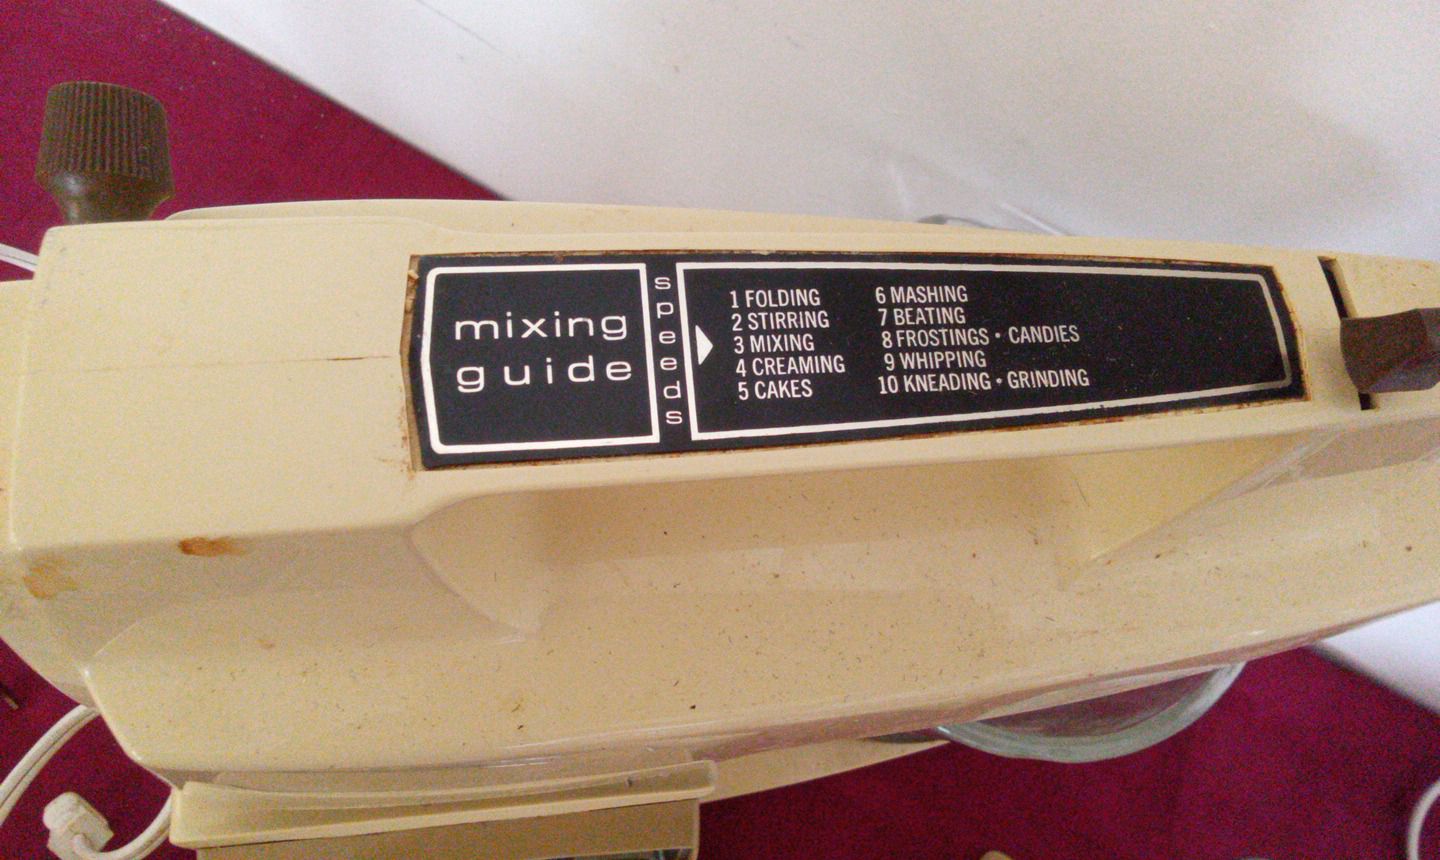 mixing
guide
speeds
1 FOLDING
2 STIRRING
3 MIXING
4 CREAMING
5 CAKES
6 MASHING
7 BEATING
8 FROSTINGS • CANDIES
9 WHIPPING
10 KNEADING • GRINDING